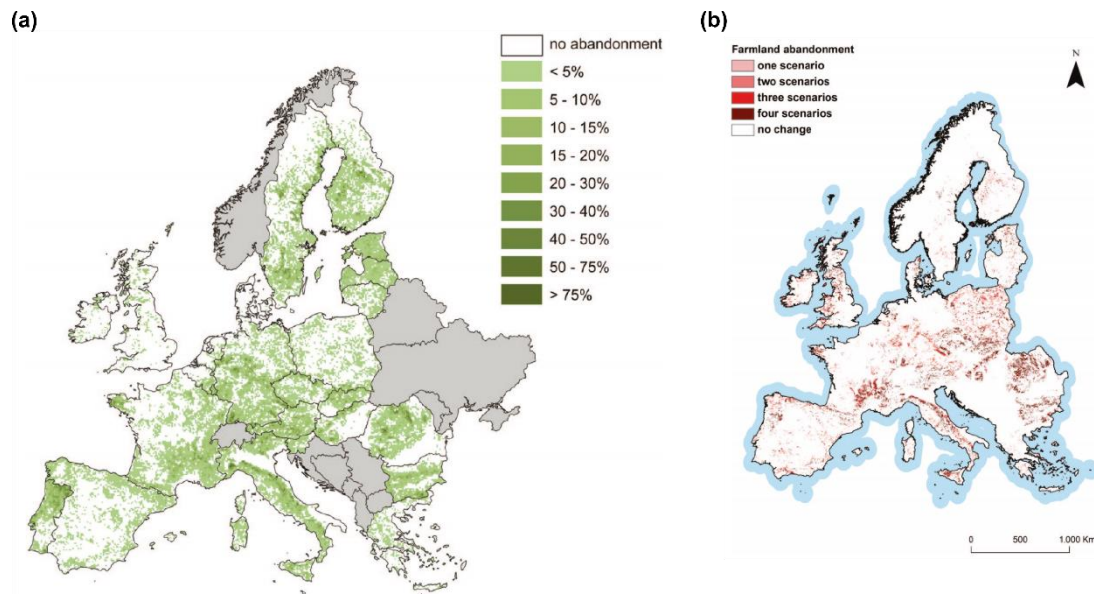 (a)
no abandonment
< 5%
5 - 10%
10 - 15%
15 - 20%
20 - 30%
30 - 40%
40 - 50%
50 - 75%
> 75%
(b)
Farmland abandonment
one scenario
two scenarios
three scenarios
four scenarios
no change
N
0 500 1.000 Km